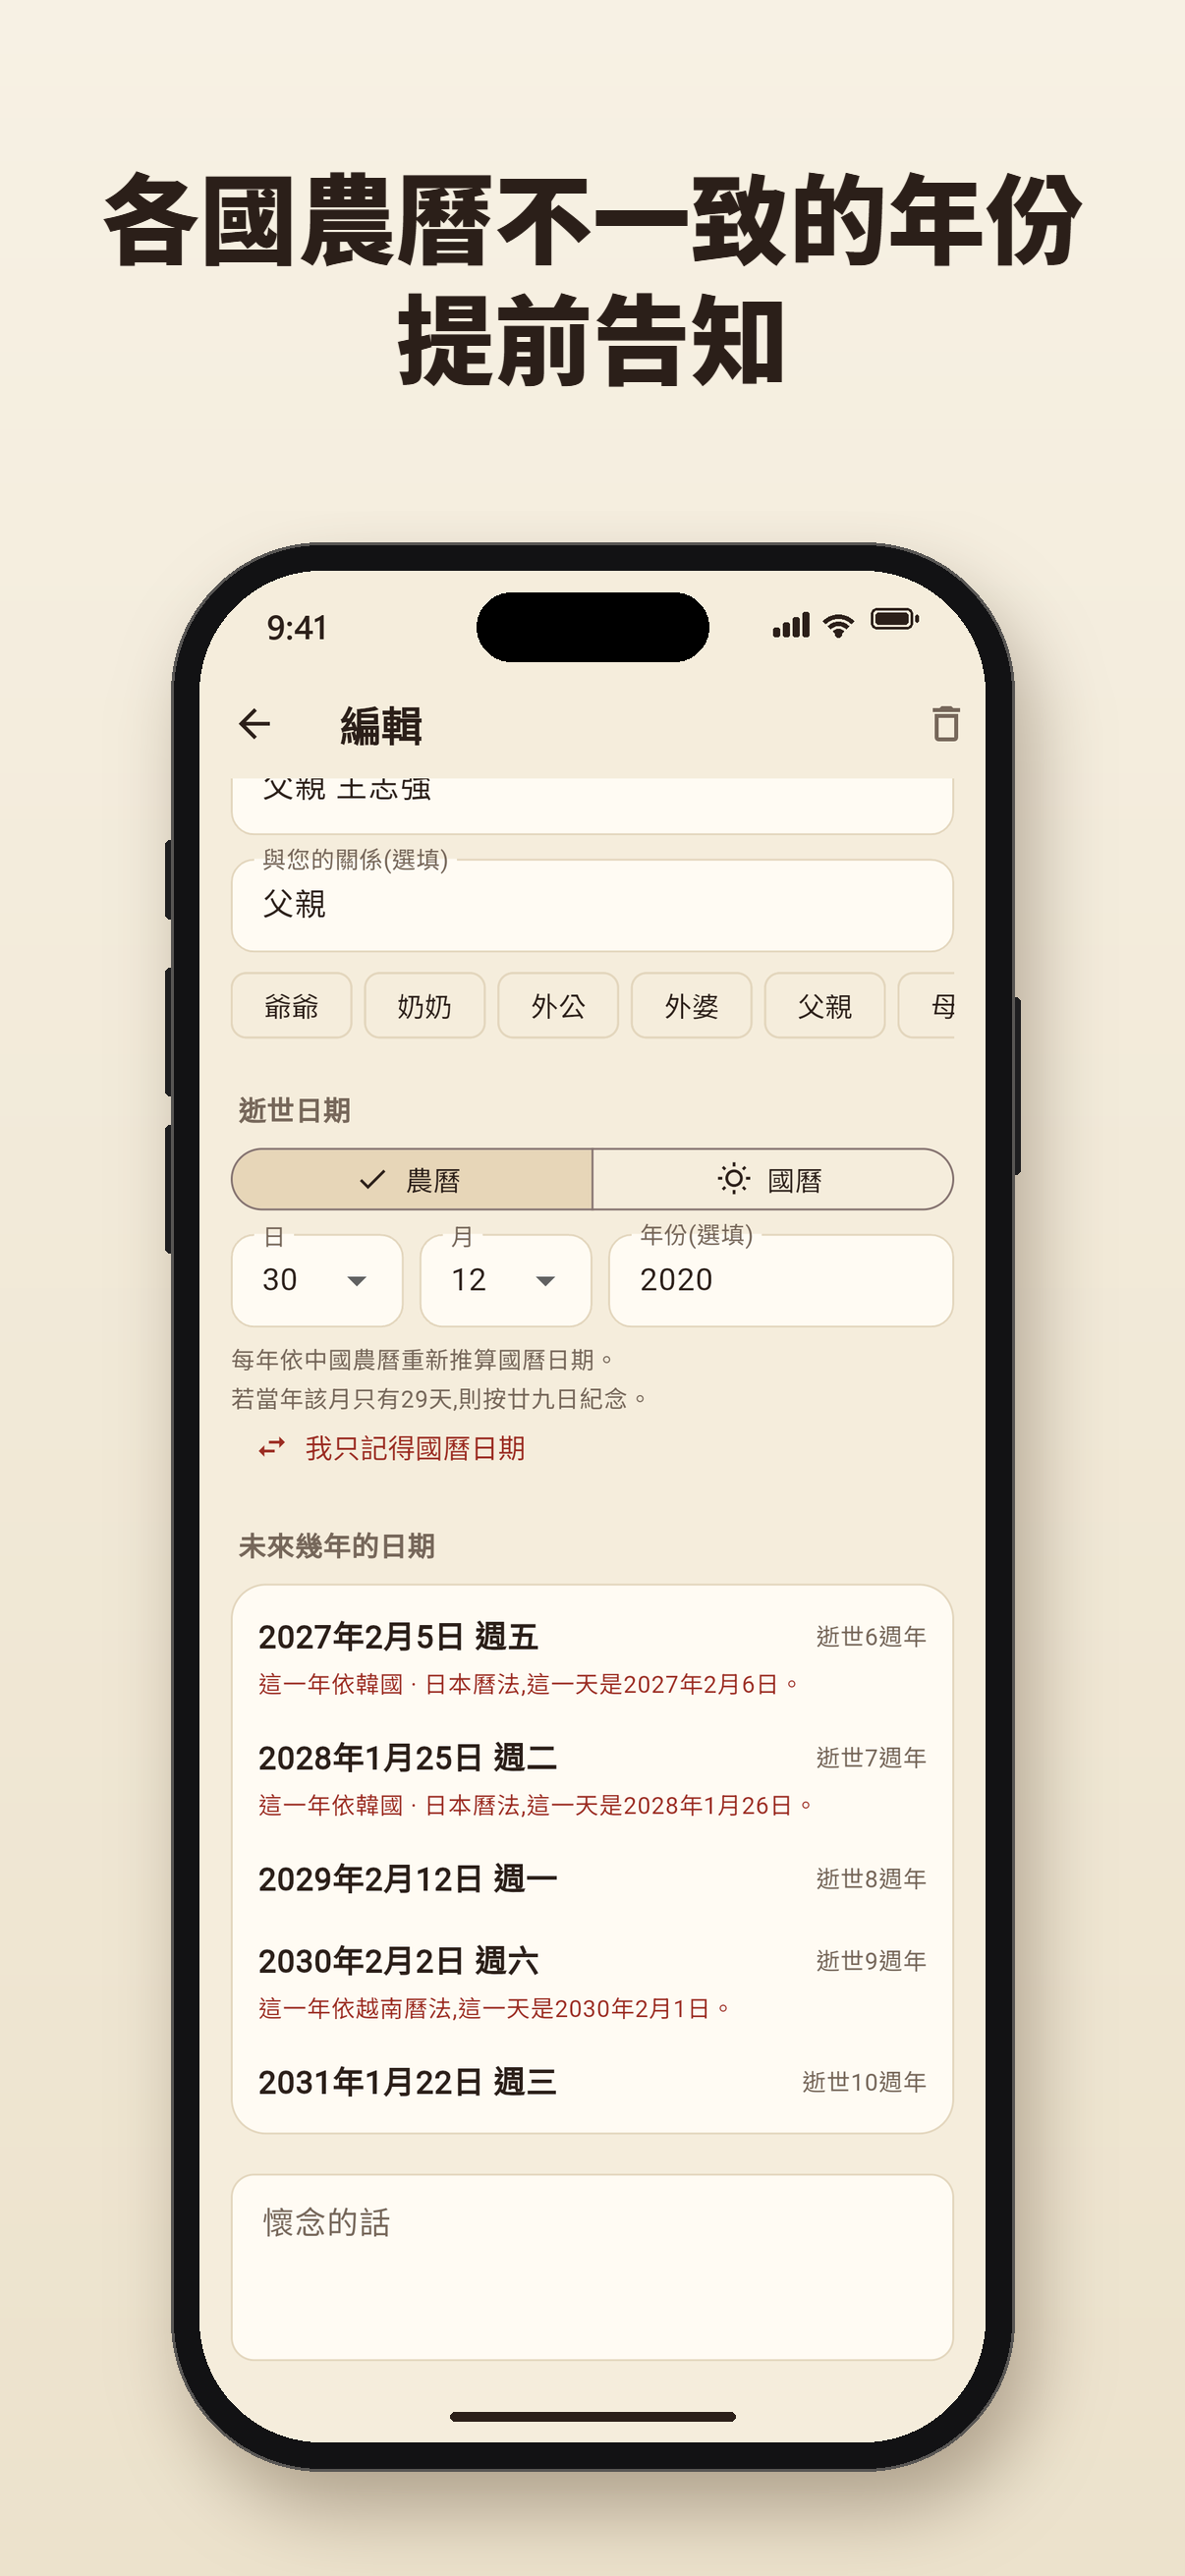 各國農曆不一致的年份
提前告知
9:41
編輯
父親 王志強
與您的關係(選填)
父親
爺爺 奶奶 外公 外婆 父親 母
逝世日期
農曆 國曆
日 月 年份(選填)
30 12 2020
每年依中國農曆重新推算國曆日期。
若當年該月只有29天,則按廿九日紀念。
我只記得國曆日期
未來幾年的日期
2027年2月5日 週五 逝世6週年
這一年依韓國 · 日本曆法,這一天是2027年2月6日。
2028年1月25日 週二 逝世7週年
這一年依韓國 · 日本曆法,這一天是2028年1月26日。
2029年2月12日 週一 逝世8週年
2030年2月2日 週六 逝世9週年
這一年依越南曆法,這一天是2030年2月1日。
2031年1月22日 週三 逝世10週年
懷念的話